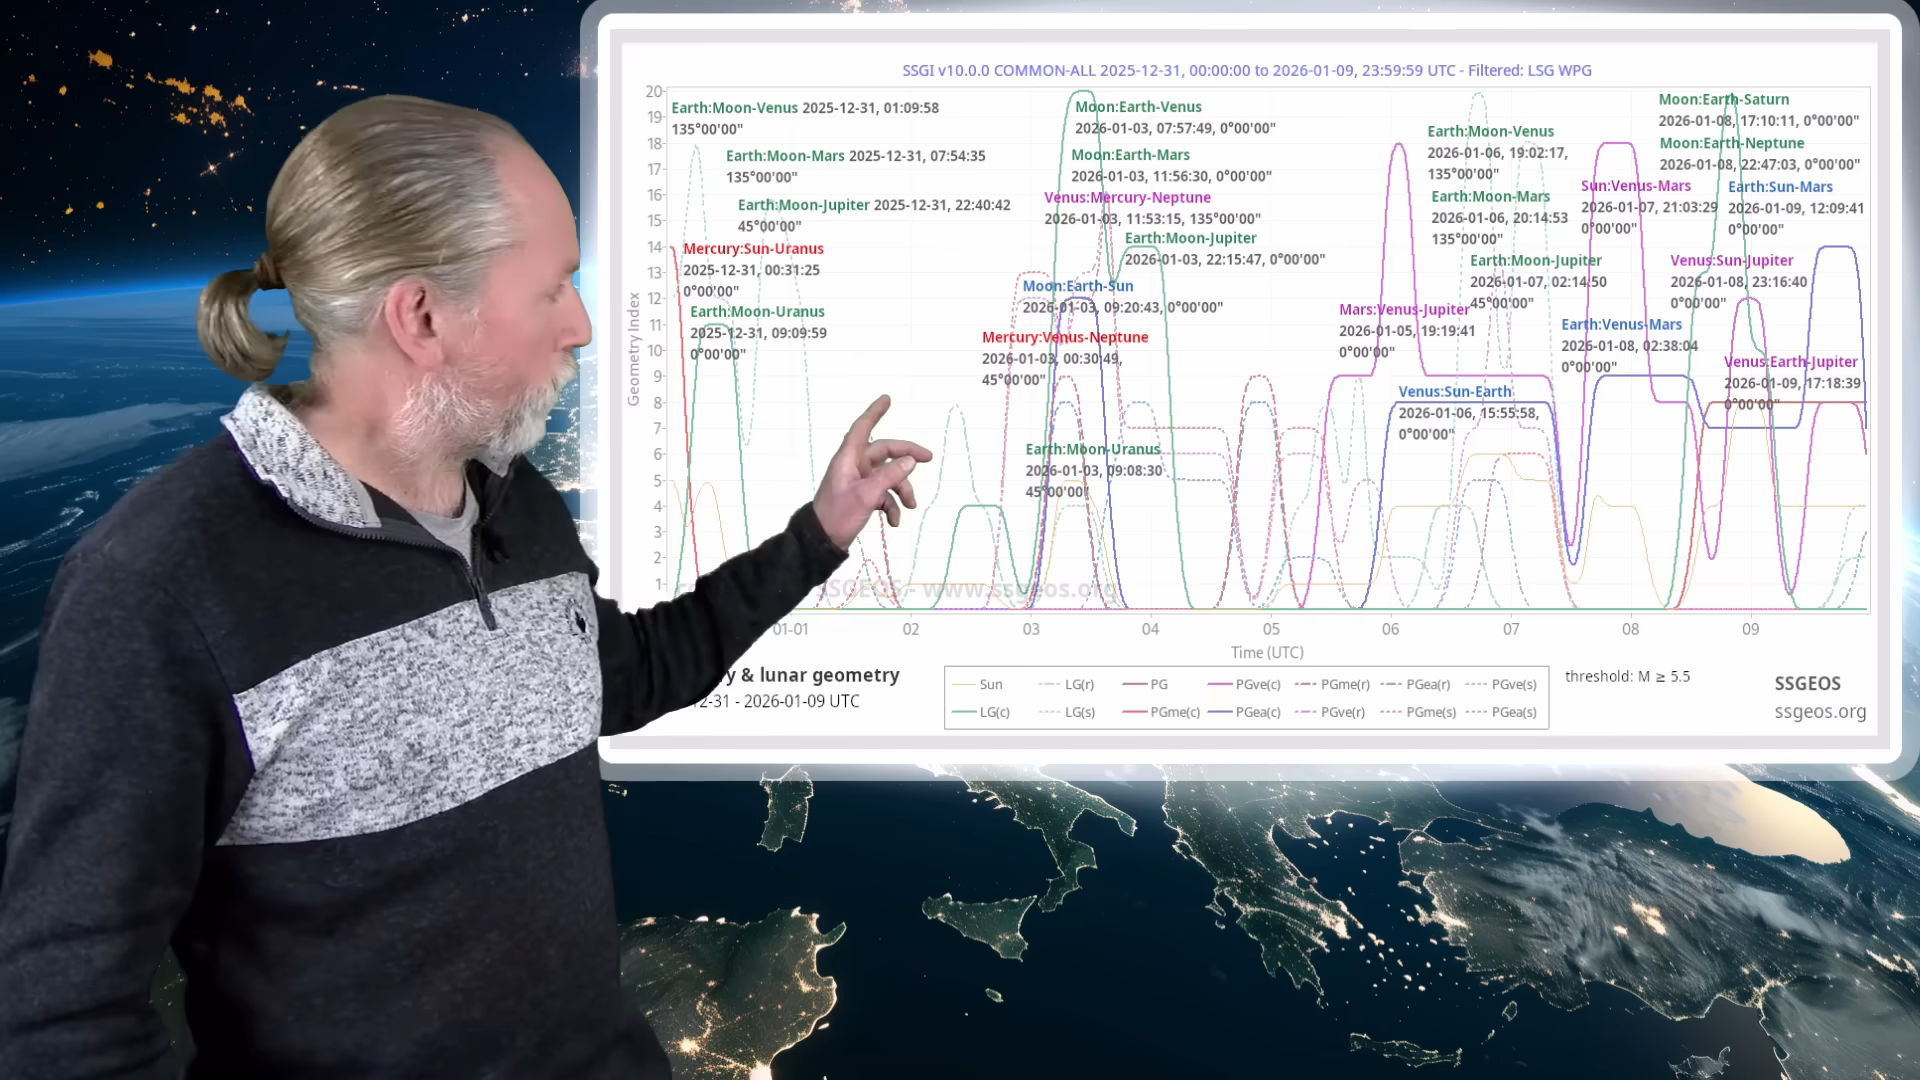 SSGI v10.0.0 COMMON-ALL 2025-12-31, 00:00:00 to 2026-01-09, 23:59:59 UTC - Filtered: LSG WPG
Geometry Index
20
19
18
17
16
15
14
13
12
11
10
9
8
7
6
5
4
3
2
1
Earth:Moon-Venus 2025-12-31, 01:09:58
135°00'00"
Earth:Moon-Mars 2025-12-31, 07:54:35
135°00'00"
Earth:Moon-Jupiter 2025-12-31, 22:40:42
45°00'00"
Mercury:Sun-Uranus
2025-12-31, 00:31:25
0°00'00"
Earth:Moon-Uranus
2025-12-31, 09:09:59
0°00'00"
Moon:Earth-Venus
2026-01-03, 07:57:49, 0°00'00"
Moon:Earth-Mars
2026-01-03, 11:56:30, 0°00'00"
Venus:Mercury-Neptune
2026-01-03, 11:53:15, 135°00'00"
Earth:Moon-Jupiter
2026-01-03, 22:15:47, 0°00'00"
Moon:Earth-Sun
2026-01-03, 09:20:43, 0°00'00"
Mercury:Venus-Neptune
2026-01-03, 00:30:49,
45°00'00"
Earth:Moon-Uranus
2026-01-03, 09:08:30
45°00'00"
Mars:Venus-Jupiter
2026-01-05, 19:19:41
0°00'00"
Venus:Sun-Earth
2026-01-06, 15:55:58,
0°00'00"
Earth:Moon-Venus
2026-01-06, 19:02:17,
135°00'00"
Earth:Moon-Mars
2026-01-06, 20:14:53
135°00'00"
Earth:Moon-Jupiter
2026-01-07, 02:14:50
45°00'00"
Sun:Venus-Mars
2026-01-07, 21:03:29
0°00'00"
Earth:Venus-Mars
2026-01-08, 02:38:04
0°00'00"
Moon:Earth-Saturn
2026-01-08, 17:10:11, 0°00'00"
Moon:Earth-Neptune
2026-01-08, 22:47:03, 0°00'00"
Earth:Sun-Mars
2026-01-09, 12:09:41
0°00'00"
Venus:Sun-Jupiter
2026-01-08, 23:16:40
0°00'00"
Venus:Earth-Jupiter
2026-01-09, 17:18:39
0°00'00"
SSGEOS - www.ssgeos.org
01-01 02 03 04 05 06 07 08 09
Time (UTC)
& lunar geometry
12-31 - 2026-01-09 UTC
Sun LG(r) PG PGve(c) PGme(r) PGea(r) PGve(s)
LG(c) LG(s) PGme(c) PGea(c) PGve(r) PGme(s) PGea(s)
threshold: M ≥ 5.5
SSGEOS
ssgeos.org